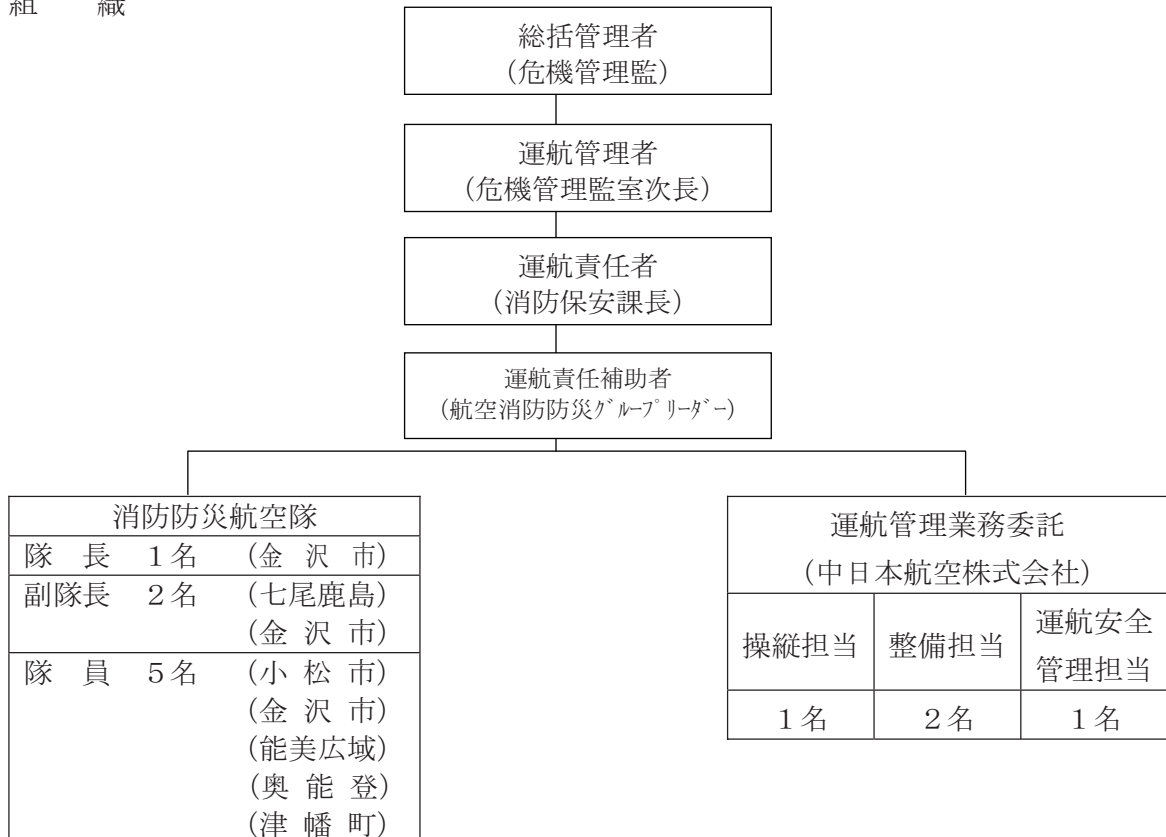 組　織
総括管理者
（危機管理監）
運航管理者
（危機管理監室次長）
運航責任者
（消防保安課長）
運航責任補助者
（航空消防防災ｸﾞﾙｰﾌﾟﾘｰﾀﾞｰ）
消防防災航空隊
隊　長　１名　（金 沢 市）
副隊長　２名　（七尾鹿島）
（金 沢 市）
隊　員　５名　（小 松 市）
（金 沢 市）
（能美広域）
（奥 能 登）
（津 幡 町）
運航管理業務委託
（中日本航空株式会社）
操縦担当　整備担当　運航安全
管理担当
１名　２名　１名